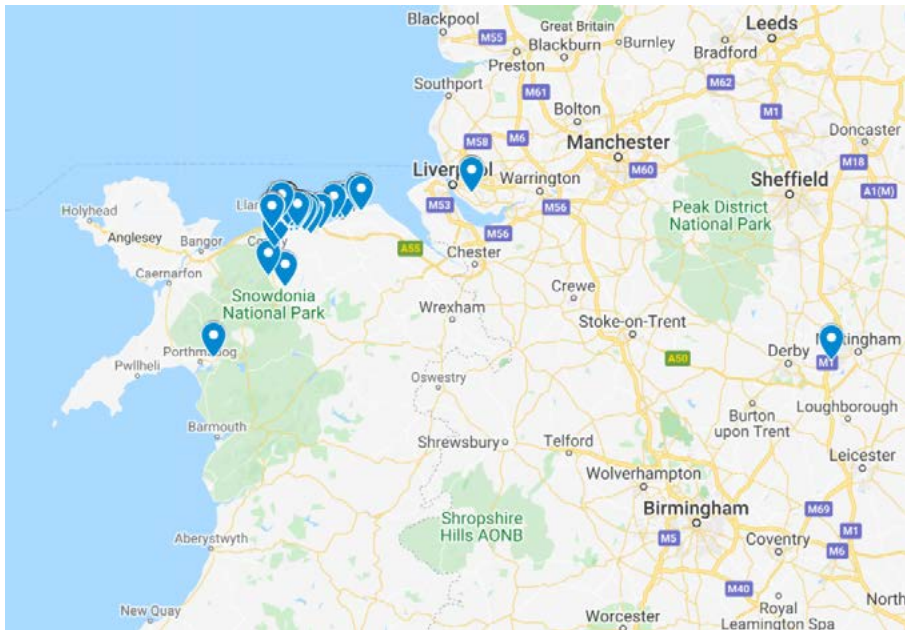 Blackpool
Great Britain
Leeds
M55
Blackburn
Burnley
Bradford
Preston
M62
Southport
M61
Bolton
M1
Doncaster
M58
M6
Manchester
M18
Liverpool
M60
Warrington
Sheffield
A1(M)
Holyhead
M53
M56
Peak District
National Park
Anglesey
Bangor
A55
M56
Chester
Caernarfon
Crewe
Snowdonia
National Park
Wrexham
Stoke-on-Trent
Derby
M1
A50
Pwllheli
Oswestry
Burton
upon Trent
Loughborough
Barmouth
Shrewsbury
Telford
Leicester
Wolverhampton
Birmingham
M69
Shropshire
Hills AONB
M5
M1
Aberystwyth
Coventry
M6
M40
New Quay
Royal
Leamington Spa
Worcester
Northa